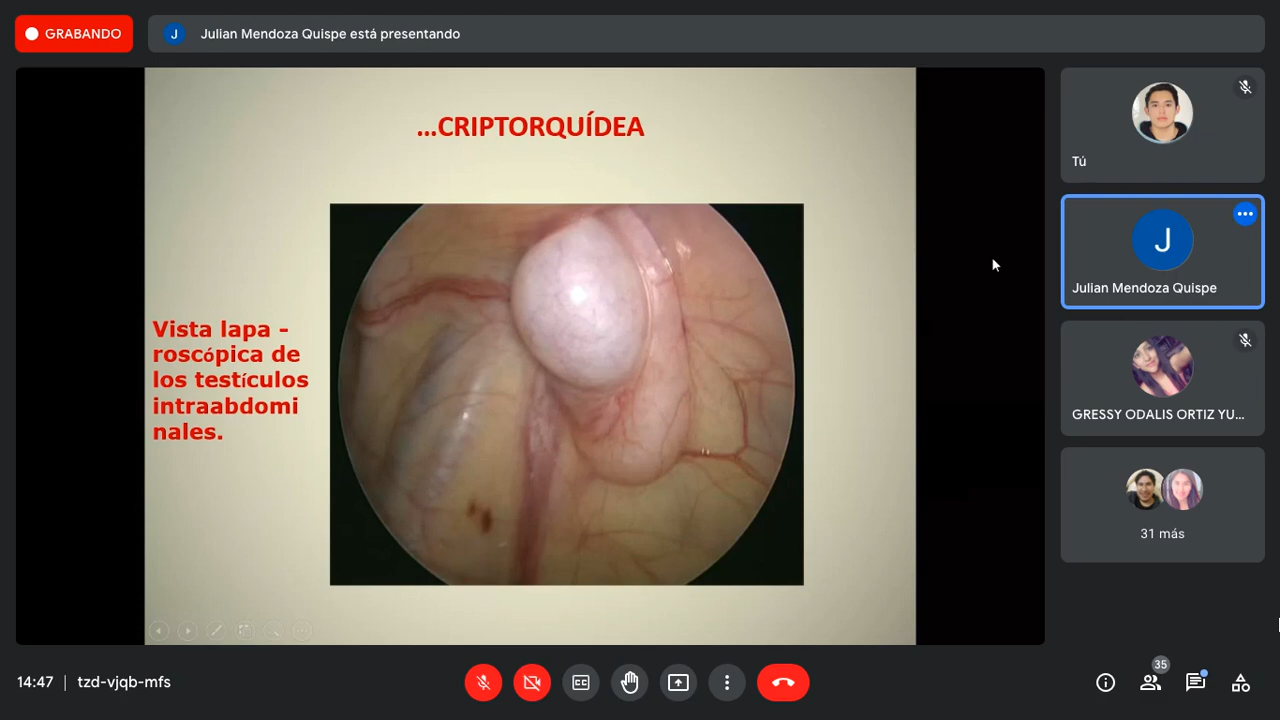 GRABANDO
J
Julian Mendoza Quispe está presentando
...CRIPTORQUÍDEA
Vista lapa -
roscópica de
los testículos
intraabdomi
nales.
Tú
J
Julian Mendoza Quispe
GRESSY ODALIS ORTIZ YU...
31 más
14:47
tzd-vjqb-mfs
CC
35